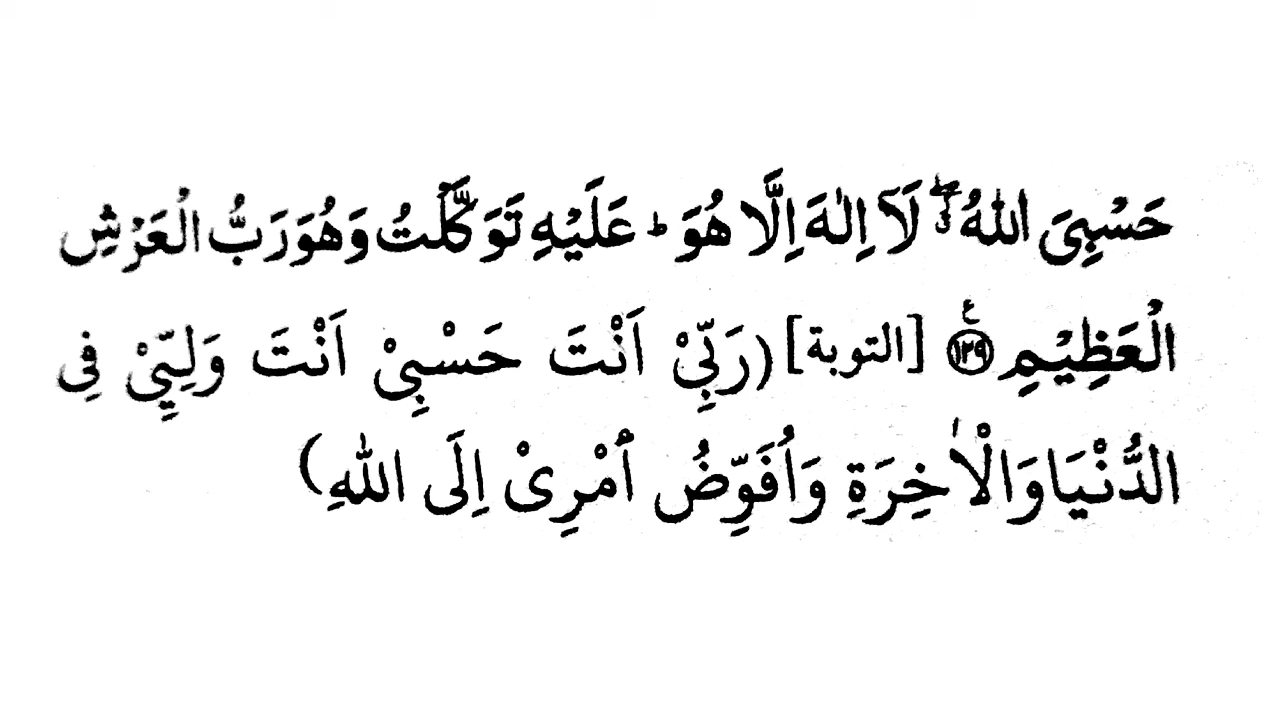 حَسْبِىَ اللّٰهُ ۖ لَآ اِلٰهَ اِلَّا هُوَ ؕ عَلَيْهِ تَوَكَّلْتُ وَهُوَ رَبُّ الْعَرْشِ
الْعَظِيْمِ ﴿١٢٩﴾ ۧ [التوبة] (رَبِّىْ اَنْتَ حَسْبِىْ اَنْتَ وَلِيِّىْ فِى
الدُّنْيَا وَالْاٰخِرَةِ وَاُفَوِّضُ اَمْرِىْ اِلَى اللّٰهِ)